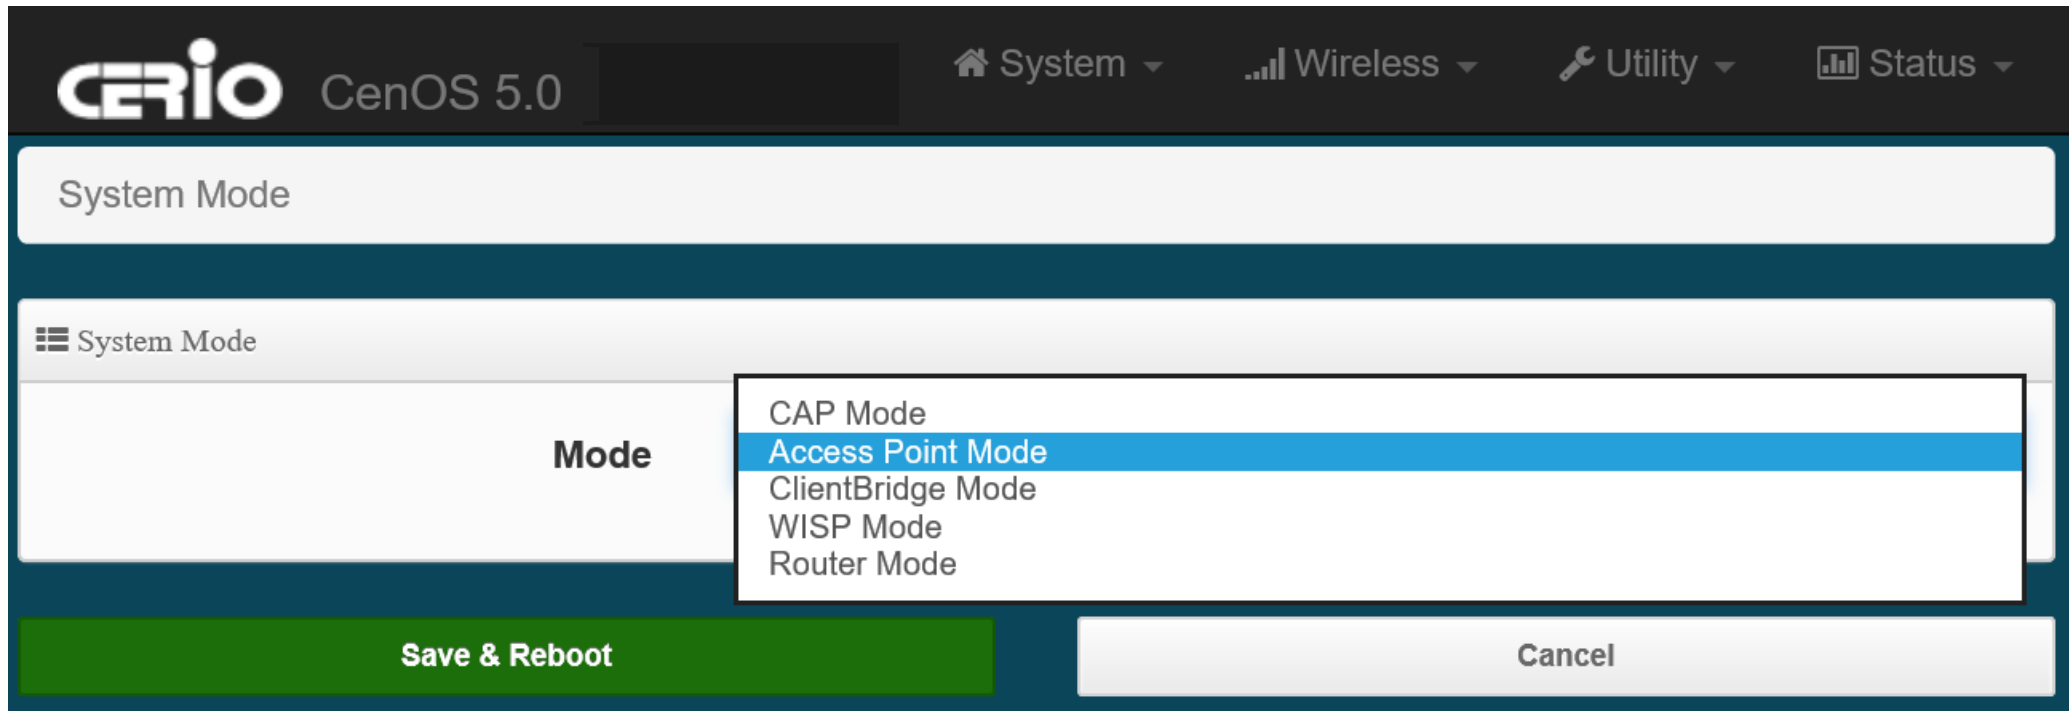 CERIO CenOS 5.0 System Wireless Utility Status
System Mode
System Mode
Mode
CAP Mode
Access Point Mode
ClientBridge Mode
WISP Mode
Router Mode
Save & Reboot Cancel